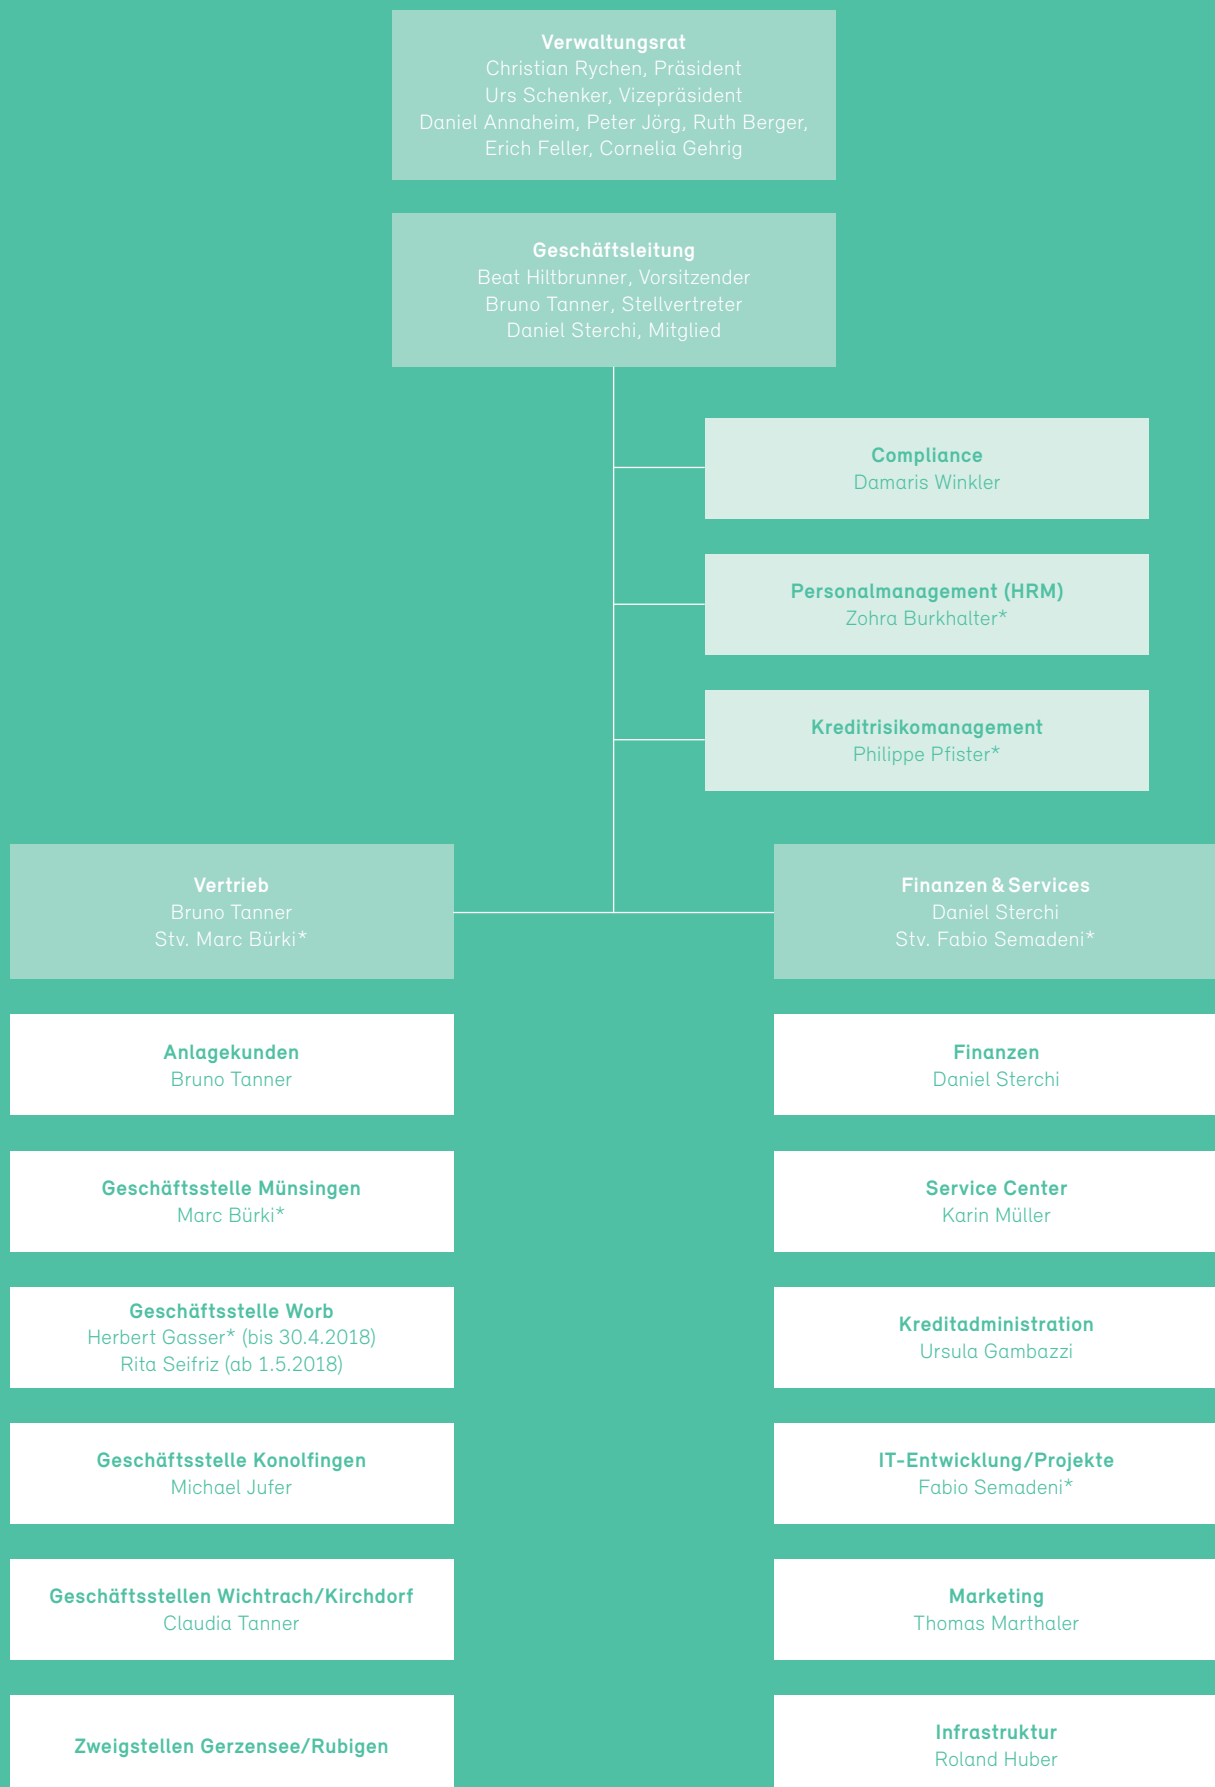 Verwaltungsrat
Christian Rychen, Präsident
Urs Schenker, Vizepräsident
Daniel Annaheim, Peter Jörg, Ruth Berger,
Erich Feller, Cornelia Gehrig
Geschäftsleitung
Beat Hiltbrunner, Vorsitzender
Bruno Tanner, Stellvertreter
Daniel Sterchi, Mitglied
Compliance
Damaris Winkler
Personalmanagement (HRM)
Zohra Burkhalter*
Kreditrisikomanagement
Philippe Pfister*
Vertrieb
Bruno Tanner
Stv. Marc Bürki*
Anlagekunden
Bruno Tanner
Geschäftsstelle Münsingen
Marc Bürki*
Geschäftsstelle Worb
Herbert Gasser* (bis 30.4.2018)
Rita Seifriz (ab 1.5.2018)
Geschäftsstelle Konolfingen
Michael Jufer
Geschäftsstellen Wichtrach/Kirchdorf
Claudia Tanner
Zweigstellen Gerzensee/Rubigen
Finanzen & Services
Daniel Sterchi
Stv. Fabio Semadeni*
Finanzen
Daniel Sterchi
Service Center
Karin Müller
Kreditadministration
Ursula Gambazzi
IT-Entwicklung/Projekte
Fabio Semadeni*
Marketing
Thomas Marthaler
Infrastruktur
Roland Huber